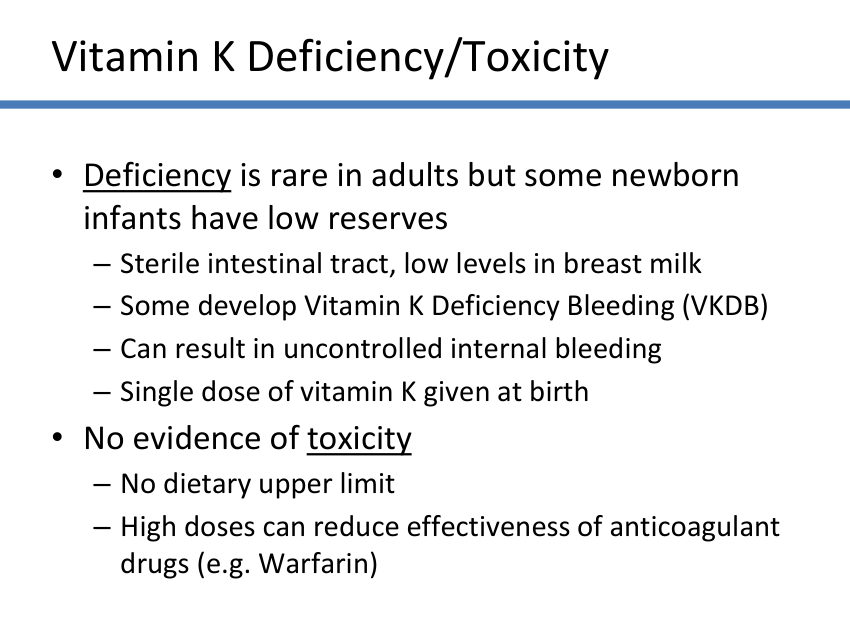 Vitamin K Deficiency/Toxicity
• Deficiency is rare in adults but some newborn
infants have low reserves
– Sterile intestinal tract, low levels in breast milk
– Some develop Vitamin K Deficiency Bleeding (VKDB)
– Can result in uncontrolled internal bleeding
– Single dose of vitamin K given at birth
• No evidence of toxicity
– No dietary upper limit
– High doses can reduce effectiveness of anticoagulant
drugs (e.g. Warfarin)